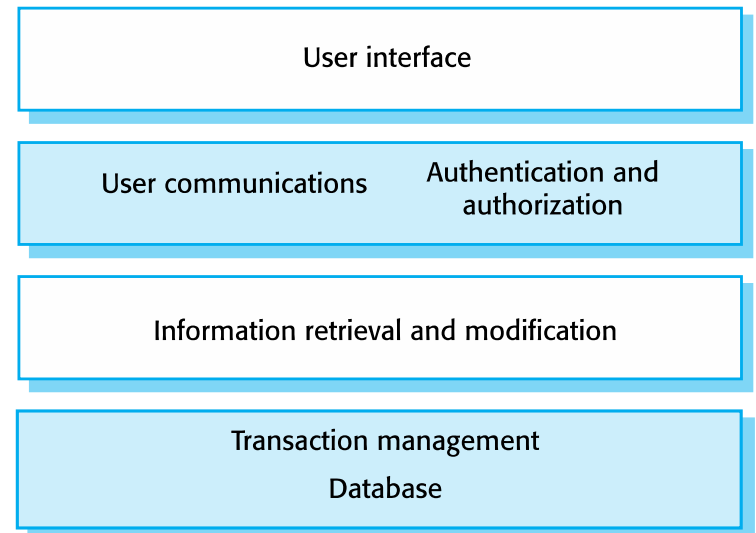 User interface
User communications
Authentication and
authorization
Information retrieval and modification
Transaction management
Database